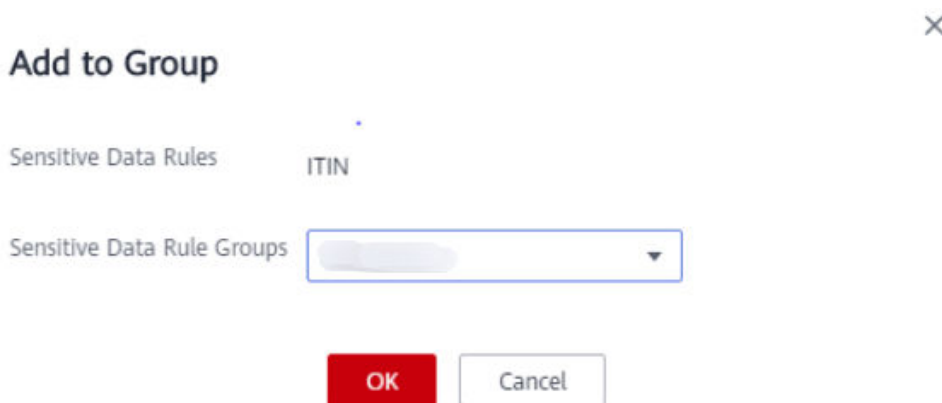 Add to Group
Sensitive Data Rules
ITIN
Sensitive Data Rule Groups
OK
Cancel